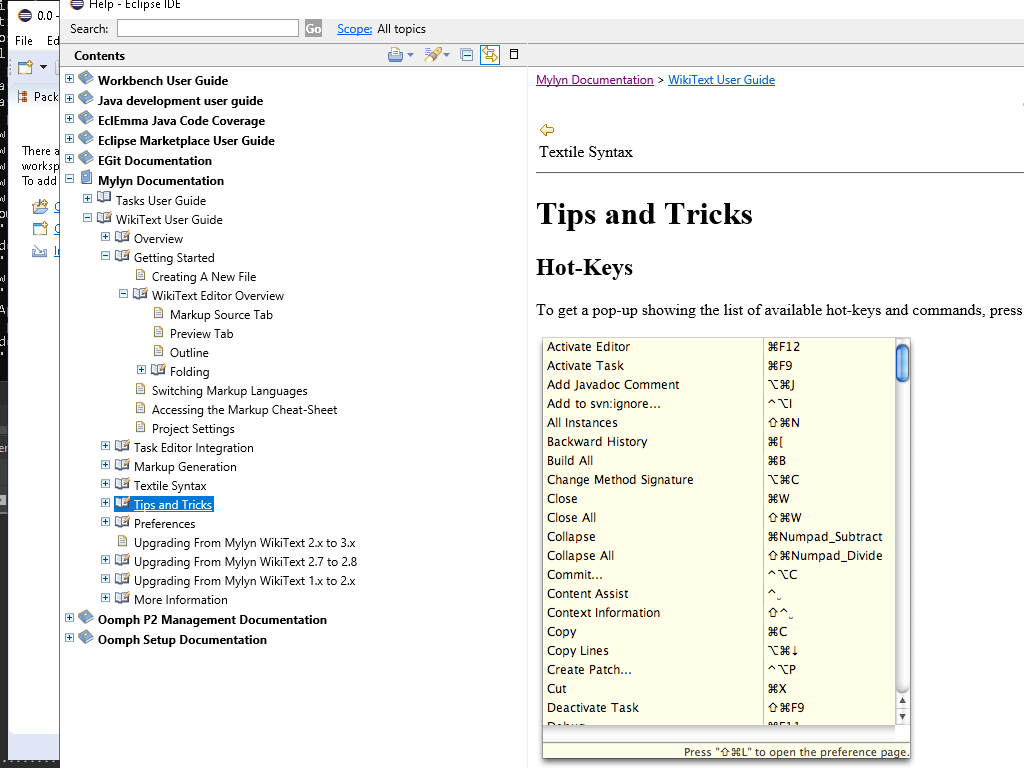 Help - Eclipse IDE
0.0 -
File Ed
Search: Go Scope: All topics
Contents
Pack
There a
worksp
To add
Workbench User Guide
Java development user guide
EclEmma Java Code Coverage
Eclipse Marketplace User Guide
EGit Documentation
Mylyn Documentation
Tasks User Guide
WikiText User Guide
Overview
Getting Started
Creating A New File
WikiText Editor Overview
Markup Source Tab
Preview Tab
Outline
Folding
Switching Markup Languages
Accessing the Markup Cheat-Sheet
Project Settings
Task Editor Integration
Markup Generation
Textile Syntax
Tips and Tricks
Preferences
Upgrading From Mylyn WikiText 2.x to 3.x
Upgrading From Mylyn WikiText 2.7 to 2.8
Upgrading From Mylyn WikiText 1.x to 2.x
More Information
Oomph P2 Management Documentation
Oomph Setup Documentation
Mylyn Documentation > WikiText User Guide
Textile Syntax
Tips and Tricks
Hot-Keys
To get a pop-up showing the list of available hot-keys and commands, press
Activate Editor ⌘F12
Activate Task ⌘F9
Add Javadoc Comment ⌥⌘J
Add to svn:ignore... ^⌥I
All Instances ⇧⌘N
Backward History ⌘[
Build All ⌘B
Change Method Signature ⌥⌘C
Close ⌘W
Close All ⇧⌘W
Collapse ⌘Numpad_Subtract
Collapse All ⇧⌘Numpad_Divide
Commit... ^⌥C
Content Assist ^␣
Context Information ⇧^␣
Copy ⌘C
Copy Lines ⌥⌘↓
Create Patch... ^⌥P
Cut ⌘X
Deactivate Task ⇧⌘F9
Debug ⌘F11
Press "⇧⌘L" to open the preference page.